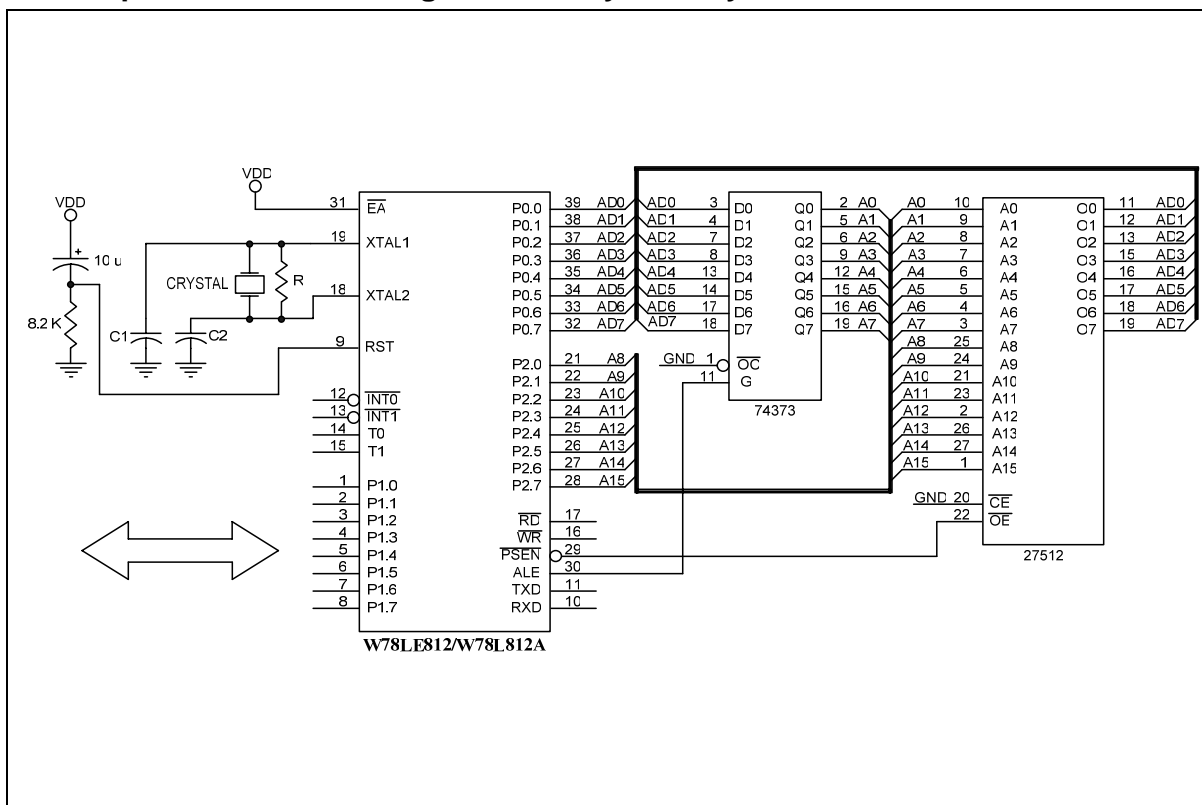 VDD
10 u
8.2 K
VDD
CRYSTAL
R
C1
C2
31 EA
19 XTAL1
18 XTAL2
9 RST
12 INT0
13 INT1
14 T0
15 T1
1 P1.0
2 P1.1
3 P1.2
4 P1.3
5 P1.4
6 P1.5
7 P1.6
8 P1.7
P0.0 39 AD0
P0.1 38 AD1
P0.2 37 AD2
P0.3 36 AD3
P0.4 35 AD4
P0.5 34 AD5
P0.6 33 AD6
P0.7 32 AD7
P2.0 21 A8
P2.1 22 A9
P2.2 23 A10
P2.3 24 A11
P2.4 25 A12
P2.5 26 A13
P2.6 27 A14
P2.7 28 A15
RD 17
WR 16
PSEN 29
ALE 30
TXD 11
RXD 10
W78LE812/W78L812A
AD0 3 D0 Q0 2 A0
AD1 4 D1 Q1 5 A1
AD2 7 D2 Q2 6 A2
AD3 8 D3 Q3 9 A3
AD4 13 D4 Q4 12 A4
AD5 14 D5 Q5 15 A5
AD6 17 D6 Q6 16 A6
AD7 18 D7 Q7 19 A7
GND 1 OC
11 G
74373
A0 10 A0 O0 11 AD0
A1 9 A1 O1 12 AD1
A2 8 A2 O2 13 AD2
A3 7 A3 O3 15 AD3
A4 6 A4 O4 16 AD4
A5 5 A5 O5 17 AD5
A6 4 A6 O6 18 AD6
A7 3 A7 O7 19 AD7
A8 25 A8
A9 24 A9
A10 21 A10
A11 23 A11
A12 2 A12
A13 26 A13
A14 27 A14
A15 1 A15
GND 20 CE
22 OE
27512